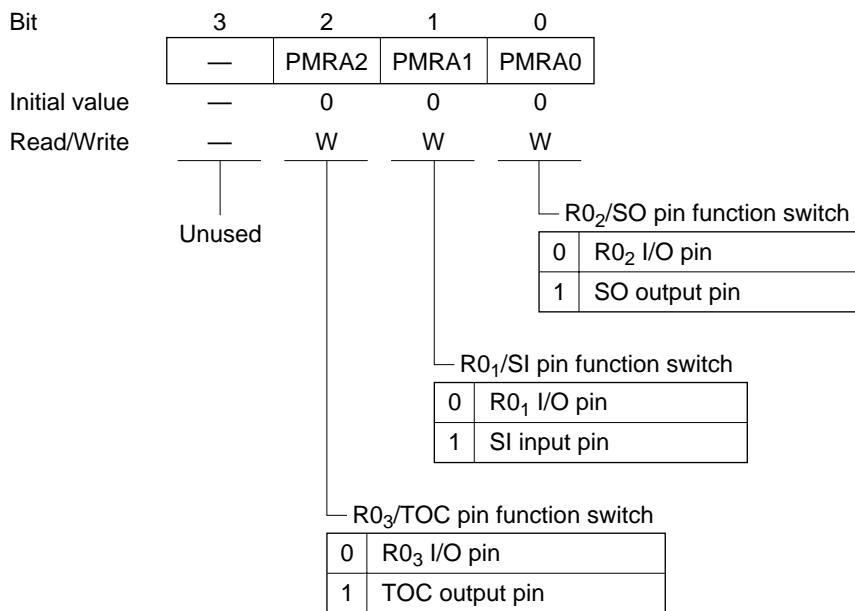 Bit 3 2 1 0
— PMRA2 PMRA1 PMRA0
Initial value — 0 0 0
Read/Write — W W W
Unused
R0₂/SO pin function switch
0 R0₂ I/O pin
1 SO output pin
R0₁/SI pin function switch
0 R0₁ I/O pin
1 SI input pin
R0₃/TOC pin function switch
0 R0₃ I/O pin
1 TOC output pin